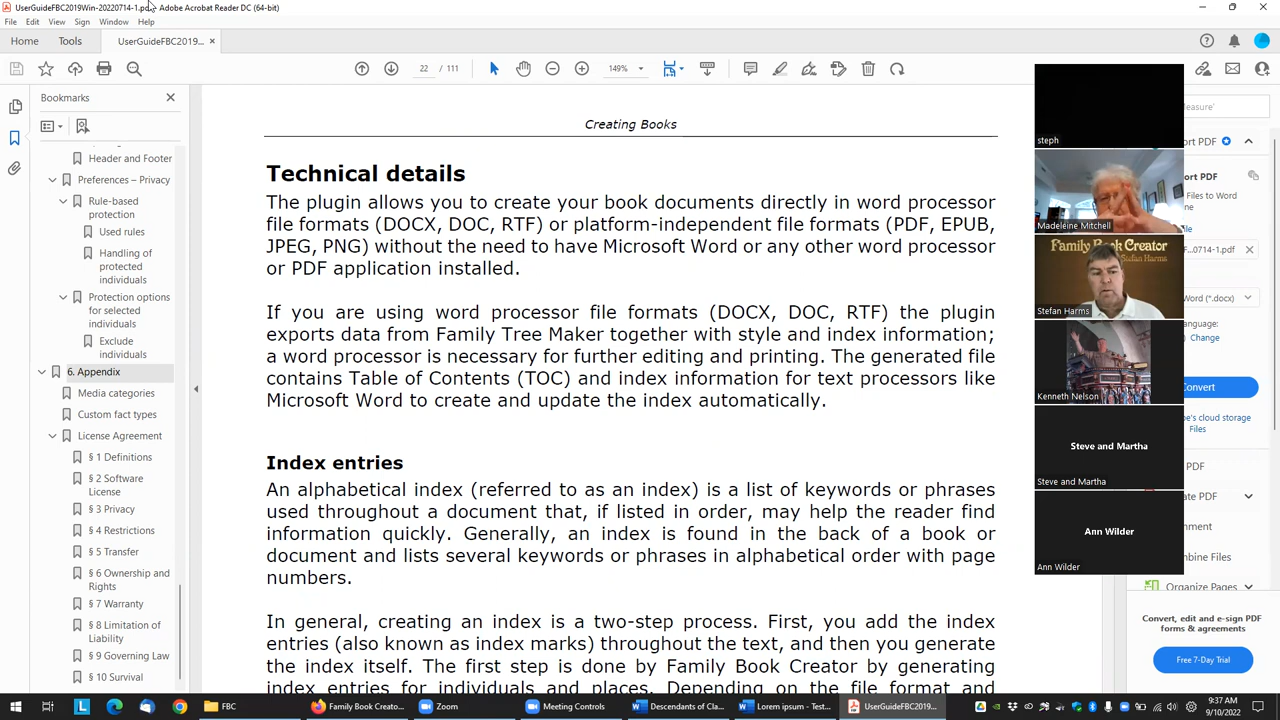 UserGuideFBC2019Win-20220714-1.pdf - Adobe Acrobat Reader DC (64-bit)
File Edit View Sign Window Help
Home Tools UserGuideFBC2019... ×
22 / 111 149%
Bookmarks
Header and Footer
Preferences – Privacy
Rule-based
protection
Used rules
Handling of
protected
individuals
Protection options
for selected
individuals
Exclude
individuals
6. Appendix
Media categories
Custom fact types
License Agreement
§ 1 Definitions
§ 2 Software
License
§ 3 Privacy
§ 4 Restrictions
§ 5 Transfer
§ 6 Ownership and
Rights
§ 7 Warranty
§ 8 Limitation of
Liability
§ 9 Governing Law
§ 10 Survival
Creating Books
Technical details
The plugin allows you to create your book documents directly in word processor
file formats (DOCX, DOC, RTF) or platform-independent file formats (PDF, EPUB,
JPEG, PNG) without the need to have Microsoft Word or any other word processor
or PDF application installed.
If you are using word processor file formats (DOCX, DOC, RTF) the plugin
exports data from Family Tree Maker together with style and index information;
a word processor is necessary for further editing and printing. The generated file
contains Table of Contents (TOC) and index information for text processors like
Microsoft Word to create and update the index automatically.
Index entries
An alphabetical index (referred to as an index) is a list of keywords or phrases
used throughout a document that, if listed in order, may help the reader find
information quickly. Generally, an index is found in the back of a book or
document and lists several keywords or phrases in alphabetical order with page
numbers.
In general, creating an index is a two-step process. First, you add the index
entries (also known as index marks) throughout the text, and then you generate
the index itself. The first step is done by Family Book Creator by generating
index entries for individuals and places. Depending on the file format and
steph
Madeleine Mitchell
Family Book Creator
Stefan Harms
Stefan Harms
Kenneth Nelson
Steve and Martha
Steve and Martha
Ann Wilder
Ann Wilder
Measure'
ort PDF
ort PDF
Files to Word
file
F...0714-1.pdf
Word (*.docx)
Language:
Change
Convert
be's cloud storage
Files
PDF
ate PDF
mment
mbine Files
Organize Pages
Convert, edit and e-sign PDF
forms & agreements
Free 7-Day Trial
FBC
Family Book Creato...
Zoom
Meeting Controls
Descendants of Cla...
Lorem ipsum - Test...
UserGuideFBC2019...
9:37 AM
9/10/2022